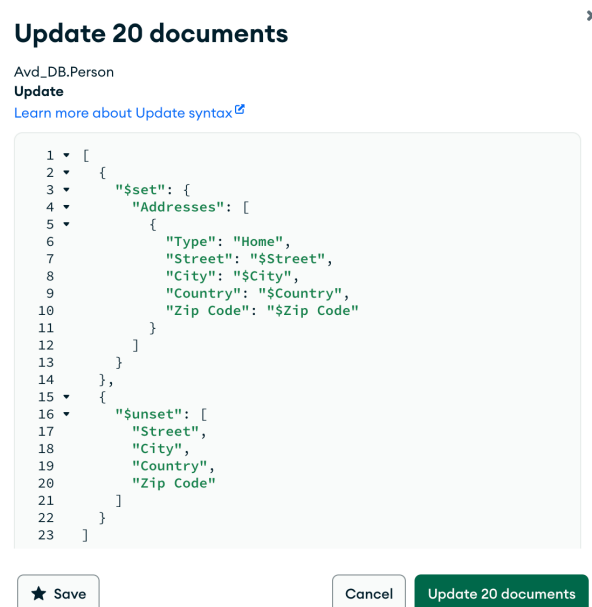 Update 20 documents
Avd_DB.Person
Update
Learn more about Update syntax
1 [
2 {
3 "$set": {
4 "Addresses": [
5 {
6 "Type": "Home",
7 "Street": "$Street",
8 "City": "$City",
9 "Country": "$Country",
10 "Zip Code": "$Zip Code"
11 }
12 ]
13 }
14 },
15 {
16 "$unset": [
17 "Street",
18 "City",
19 "Country",
20 "Zip Code"
21 ]
22 }
23 ]
Save Cancel Update 20 documents